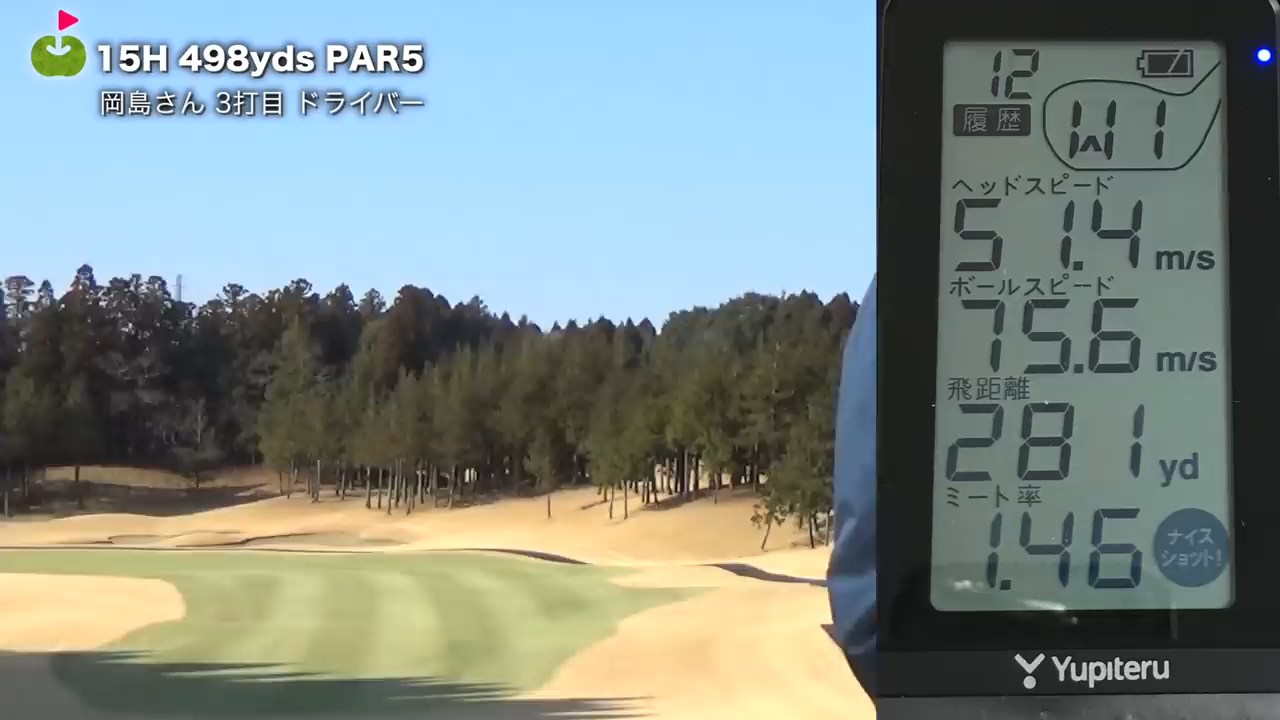 15H 498yds PAR5
岡島さん 3打目 ドライバー
12
履歴
W1
ヘッドスピード
51.4 m/s
ボールスピード
75.6 m/s
飛距離
281 yd
ミート率
1.46
ナイス
ショット!
Yupiteru